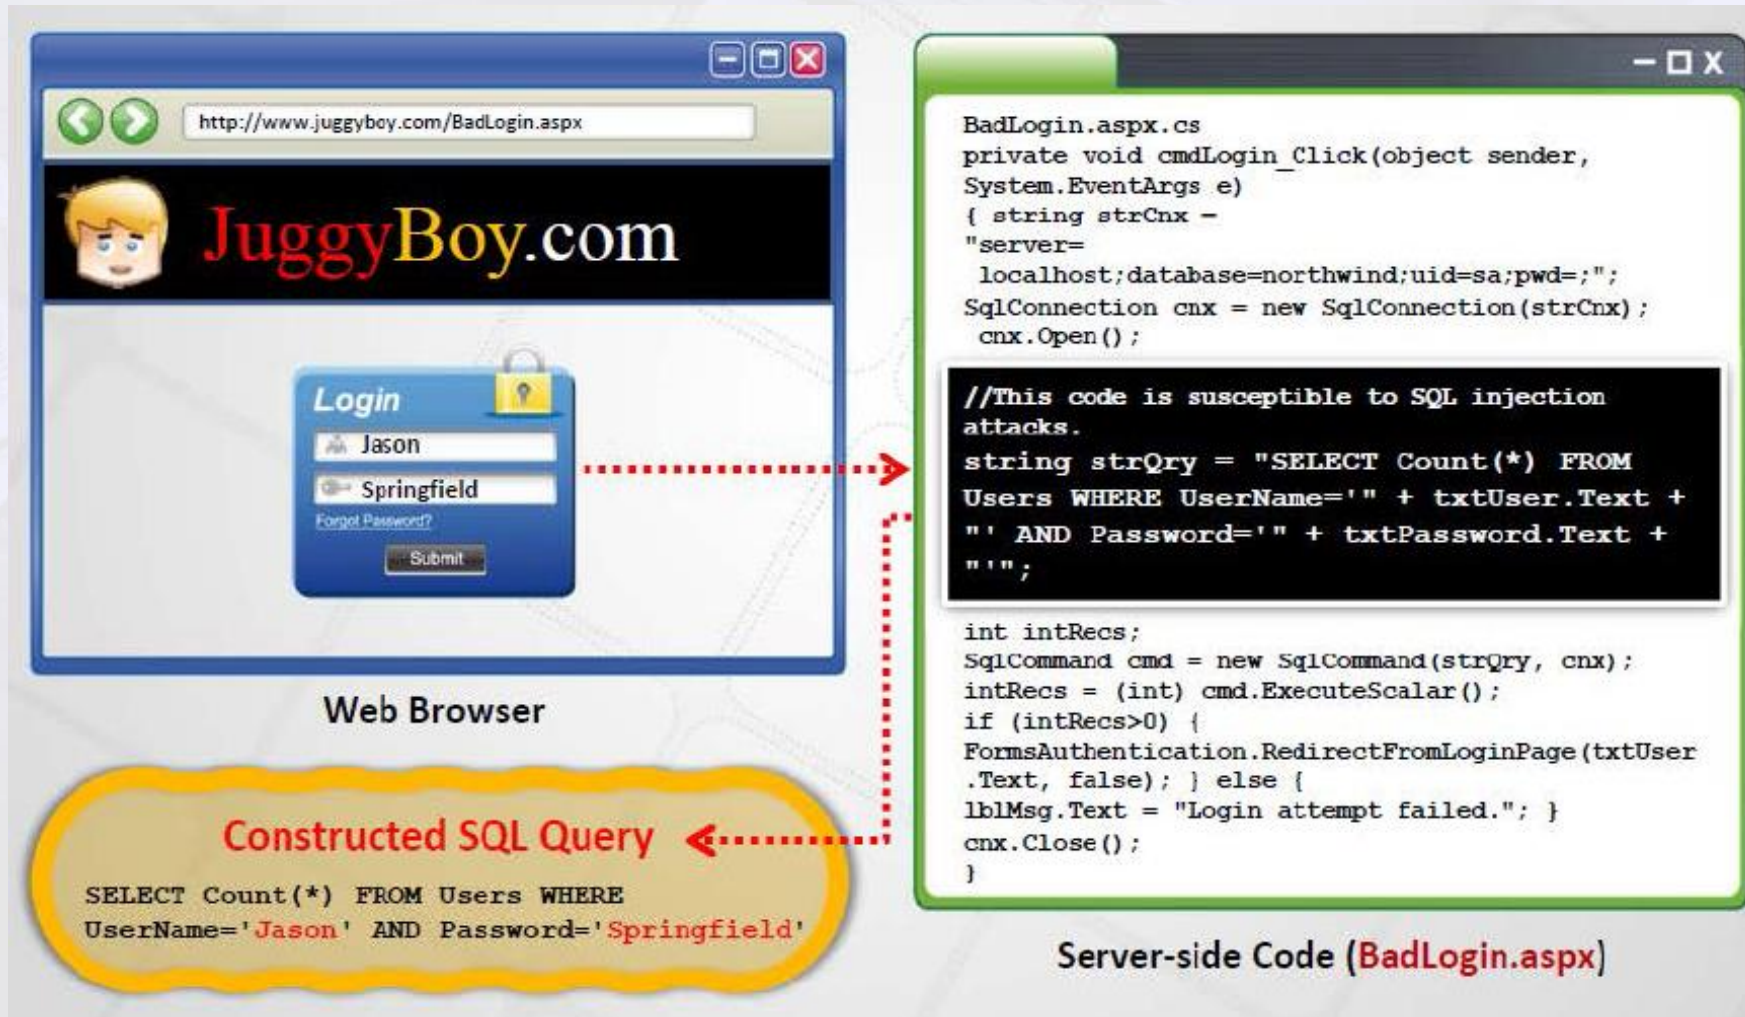 http://www.juggyboy.com/BadLogin.aspx
JuggyBoy.com
Login
Jason
Springfield
Forgot Password?
Submit
Web Browser
Constructed SQL Query
SELECT Count(*) FROM Users WHERE
UserName='Jason' AND Password='Springfield'
X
BadLogin.aspx.cs
private void cmdLogin_Click(object sender,
System.EventArgs e)
{ string strCnx –
"server=
localhost;database=northwind;uid=sa;pwd=;";
SqlConnection cnx = new SqlConnection(strCnx);
cnx.Open();
//This code is susceptible to SQL injection
attacks.
string strQry = "SELECT Count(*) FROM
Users WHERE UserName='" + txtUser.Text +
"' AND Password='" + txtPassword.Text +
"'";
int intRecs;
SqlCommand cmd = new SqlCommand(strQry, cnx);
intRecs = (int) cmd.ExecuteScalar();
if (intRecs>0) {
FormsAuthentication.RedirectFromLoginPage(txtUser
.Text, false); } else {
lblMsg.Text = "Login attempt failed."; }
cnx.Close();
}
Server-side Code (BadLogin.aspx)